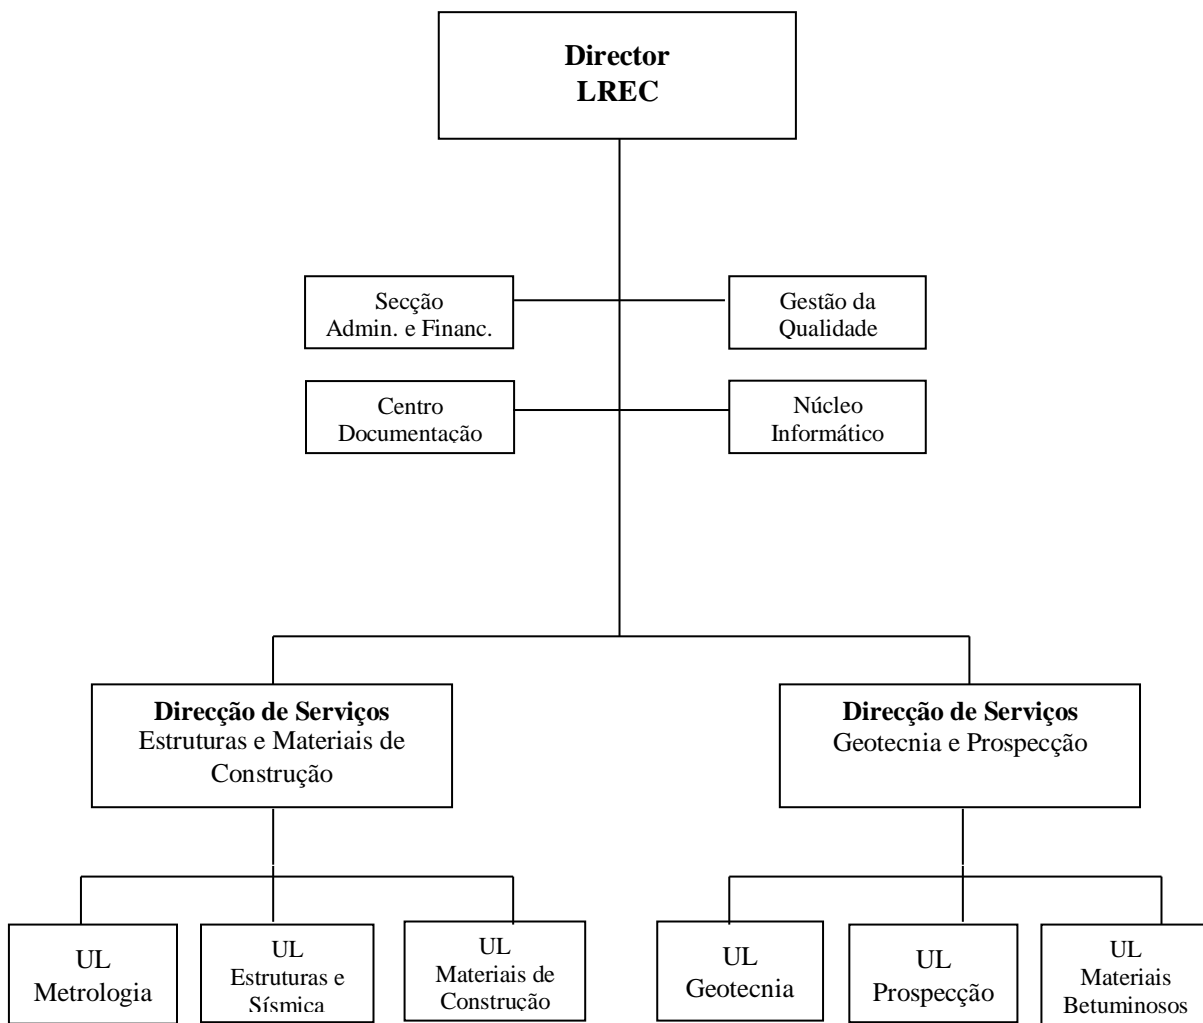 Director
LREC
Secção
Admin. e Financ.
Gestão da
Qualidade
Centro
Documentação
Núcleo
Informático
Direcção de Serviços
Estruturas e Materiais de
Construção
Direcção de Serviços
Geotecnia e Prospecção
UL
Metrologia
UL
Estruturas e
Sísmica
UL
Materiais de
Construção
UL
Geotecnia
UL
Prospecção
UL
Materiais
Betuminosos